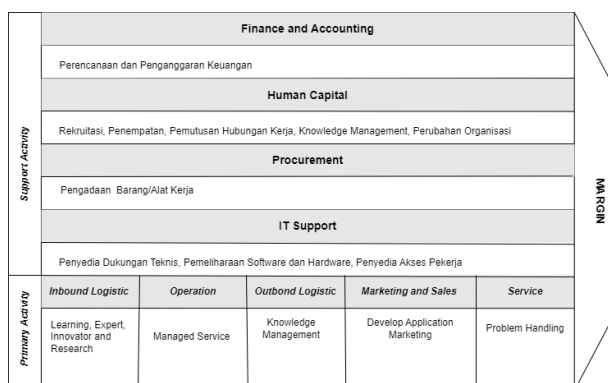 Finance and Accounting
Perencanaan dan Penganggaran Keuangan
Human Capital
Rekruitasi, Penempatan, Pemutusan Hubungan Kerja, Knowledge Management, Perubahan Organisasi
Procurement
Pengadaan Barang/Alat Kerja
IT Support
Penyedia Dukungan Teknis, Pemeliharaan Software dan Hardware, Penyedia Akses Pekerja
Support Activity
MARGIN
Primary Activity
Inbound Logistic
Operation
Outbond Logistic
Marketing and Sales
Service
Learning, Expert,
Innovator and
Research
Managed Service
Knowledge
Management
Develop Application
Marketing
Problem Handling